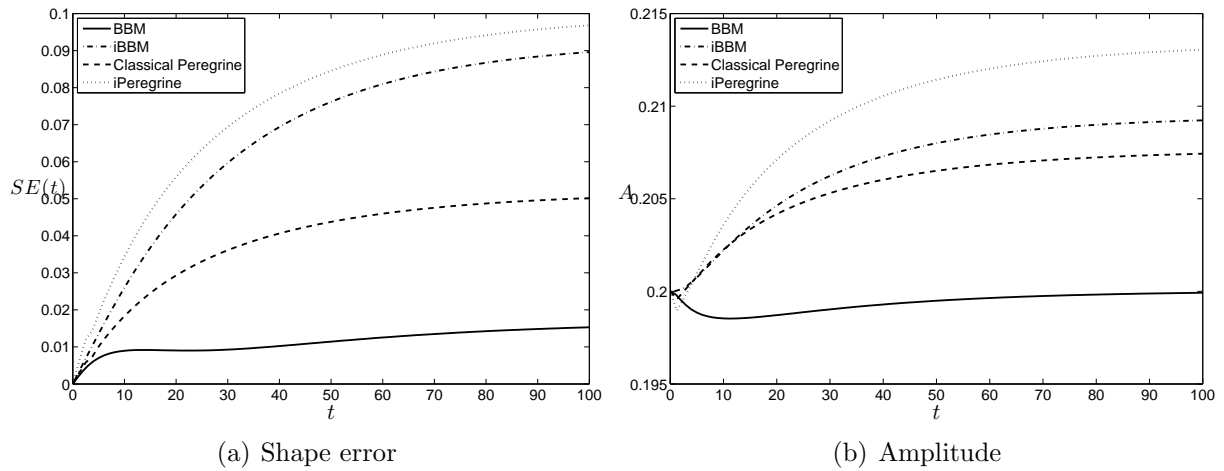 0.1
0.09
0.08
0.07
0.06
0.05
0.04
0.03
0.02
0.01
0
SE(t)
BBM
iBBM
Classical Peregrine
iPeregrine
0 10 20 30 40 50 60 70 80 90 100
t
(a) Shape error
0.215
0.21
0.205
0.2
0.195
A
BBM
iBBM
Classical Peregrine
iPeregrine
0 10 20 30 40 50 60 70 80 90 100
t
(b) Amplitude